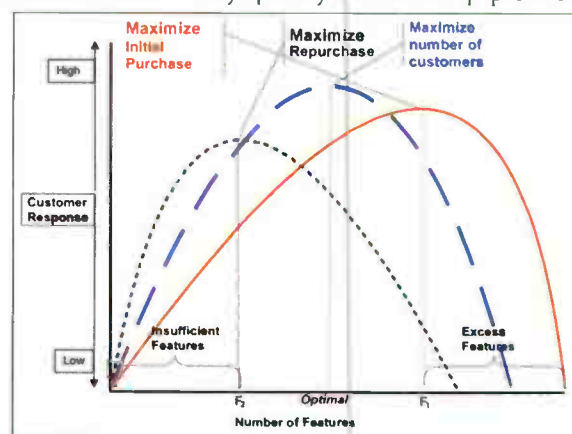 Maximize
Initial
Purchase
Maximize
Repurchase
Maximize
number of
customers
High
Customer
Response
Low
Insufficient
Features
Excess
Features
F₂
Optimal
F₁
Number of Features